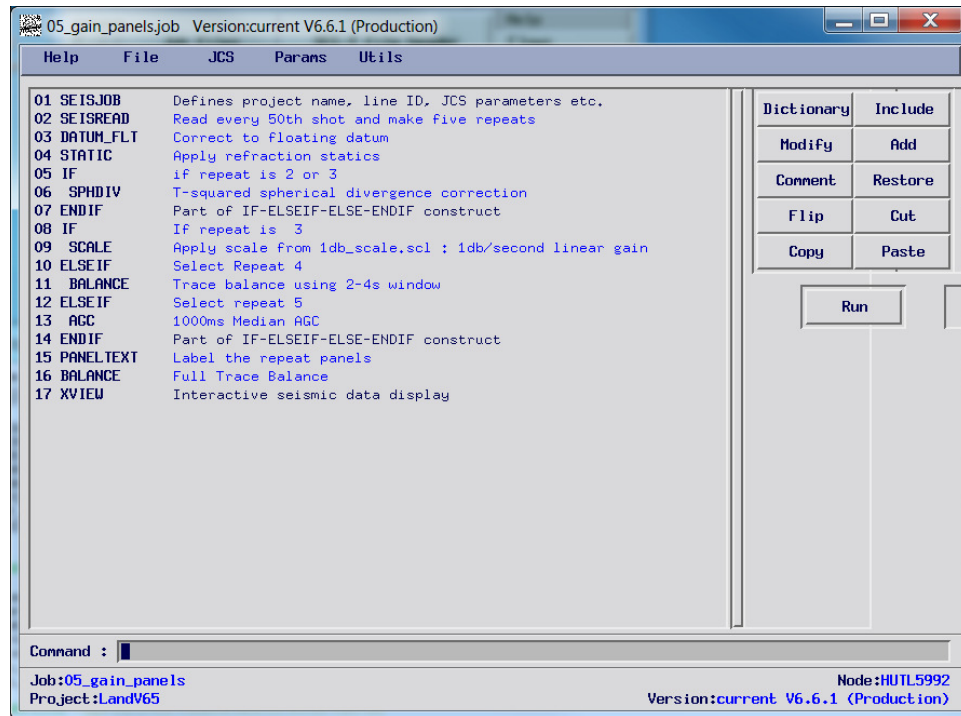 05_gain_panels.job Version:current V6.6.1 (Production)
Help File JCS Params Utils
01 SEISJOB Defines project name, line ID, JCS parameters etc.
02 SEISREAD Read every 50th shot and make five repeats
03 DATUM_FLT Correct to floating datum
04 STATIC Apply refraction statics
05 IF if repeat is 2 or 3
06 SPHDIV T-squared spherical divergence correction
07 ENDIF Part of IF-ELSEIF-ELSE-ENDIF construct
08 IF If repeat is 3
09 SCALE Apply scale from 1db_scale.scl : 1db/second linear gain
10 ELSEIF Select Repeat 4
11 BALANCE Trace balance using 2-4s window
12 ELSEIF Select repeat 5
13 AGC 1000ms Median AGC
14 ENDIF Part of IF-ELSEIF-ELSE-ENDIF construct
15 PANELTEXT Label the repeat panels
16 BALANCE Full Trace Balance
17 XVIEW Interactive seismic data display
Dictionary Include
Modify Add
Comment Restore
Flip Cut
Copy Paste
Run
Command :
Job:05_gain_panels Node:HUTL5992
Project:LandV65 Version:current V6.6.1 (Production)